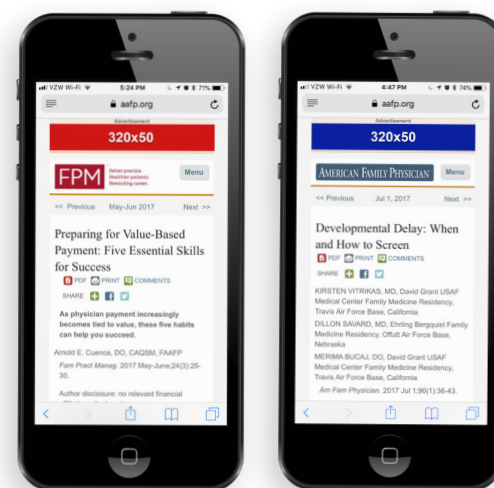 VZW Wi-Fi 5:24 PM 71%
aafp.org
Advertisement
320x50
FPM
Better practice.
Healthier patients.
Rewarding career.
Menu
<< Previous May-Jun 2017 Next >>
Preparing for Value-Based
Payment: Five Essential Skills
for Success
PDF PRINT COMMENTS
SHARE
As physician payment increasingly
becomes tied to value, these five habits
can help you succeed.
Arnold E. Cuenca, DO, CAQSM, FAAFP
Fam Pract Manag. 2017 May-June;24(3):25-
30.
Author disclosure: no relevant financial
VZW Wi-Fi 4:47 PM 74%
aafp.org
Advertisement
320x50
AMERICAN FAMILY PHYSICIAN
Menu
<< Previous Jul 1, 2017 Next >>
Developmental Delay: When
and How to Screen
PDF PRINT COMMENTS
SHARE
KIRSTEN VITRIKAS, MD, David Grant USAF
Medical Center Family Medicine Residency,
Travis Air Force Base, California
DILLON SAVARD, MD, Ehrling Bergquist Family
Medicine Residency, Offutt Air Force Base,
Nebraska
MERIMA BUCAJ, DO, David Grant USAF
Medical Center Family Medicine Residency,
Travis Air Force Base, California
Am Fam Physician. 2017 Jul 1;96(1):36-43.